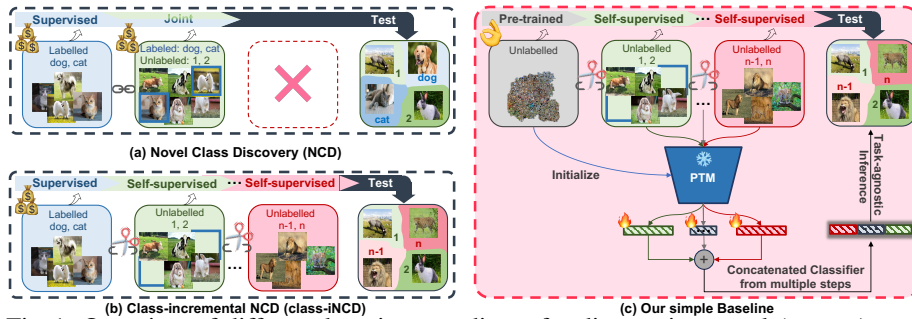 Supervised
Joint
Test
Labelled
dog, cat
Labeled: dog, cat
Unlabeled: 1, 2
1
dog
cat
2
(a) Novel Class Discovery (NCD)
Supervised
Self-supervised
··· Self-supervised
Test
Labelled
dog, cat
Unlabelled
1, 2
Unlabelled
n-1, n
...
1
n
n-1
2
(b) Class-incremental NCD (class-iNCD)
Pre-trained
Self-supervised ··· Self-supervised
Test
Unlabelled
Unlabelled
1, 2
Unlabelled
n-1, n
...
1
n
n-1
2
Initialize
PTM
Task-agnostic
Inference
...
+
Concatenated Classifier
from multiple steps
(c) Our simple Baseline